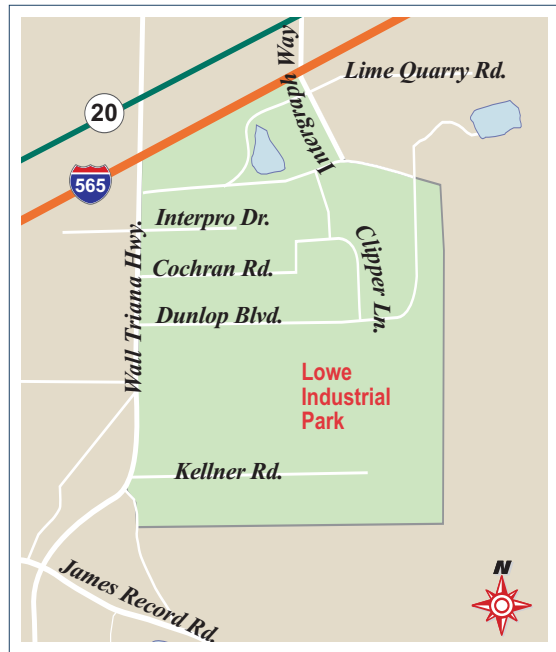 Intergraph Way
Lime Quarry Rd.
20
565
Interpro Dr.
Clipper Ln.
Cochran Rd.
Wall Triana Hwy.
Dunlop Blvd.
Lowe
Industrial
Park
Kellner Rd.
James Record Rd.
N